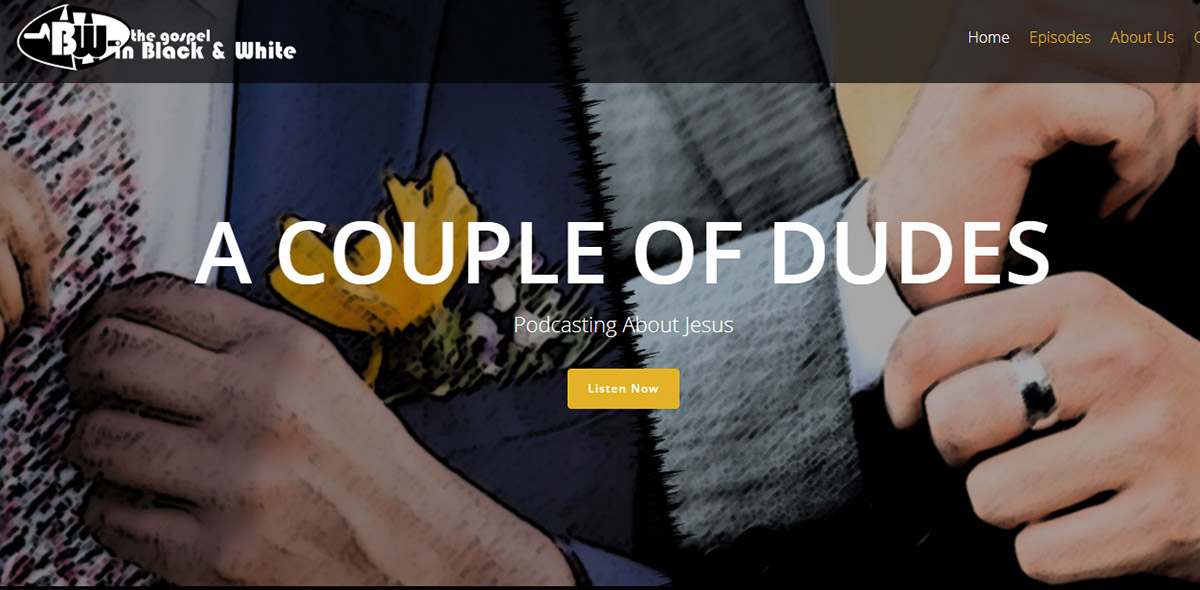 BW
the gospel
in Black & White
Home Episodes About Us
A COUPLE OF DUDES
Podcasting About Jesus
Listen Now